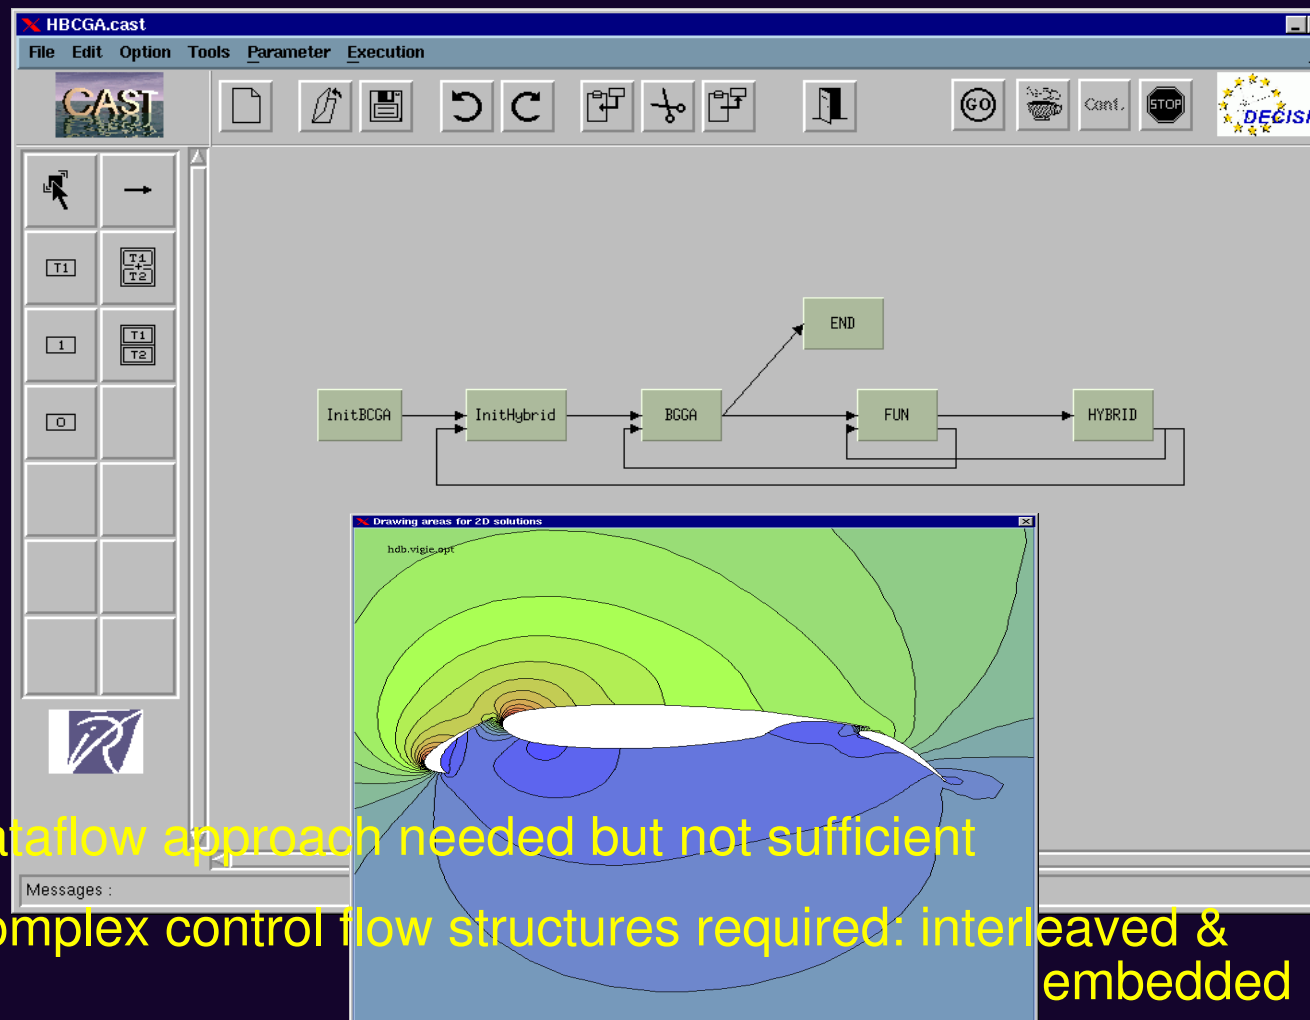 HBCGA.cast
File Edit Option Tools Parameter Execution
CAST
GO
Cont.
STOP
DECISI
T1
T1
+
T2
1
T1
T2
O
END
InitBCGA
InitHybrid
BGGA
FUN
HYBRID
Drawing areas for 2D solutions
hdb.vigie.opt
ataflow approach needed but not sufficient
Messages :
omplex control flow structures required: interleaved &
embedded